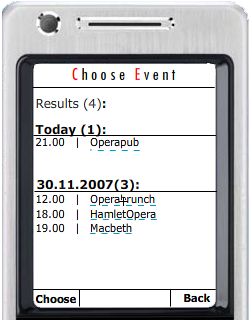 Choose Event
Results (4):
Today (1):
21.00 | Operapub
30.11.2007(3):
12.00 | Operalunch
18.00 | HamletOpera
19.00 | Macbeth
Choose Back